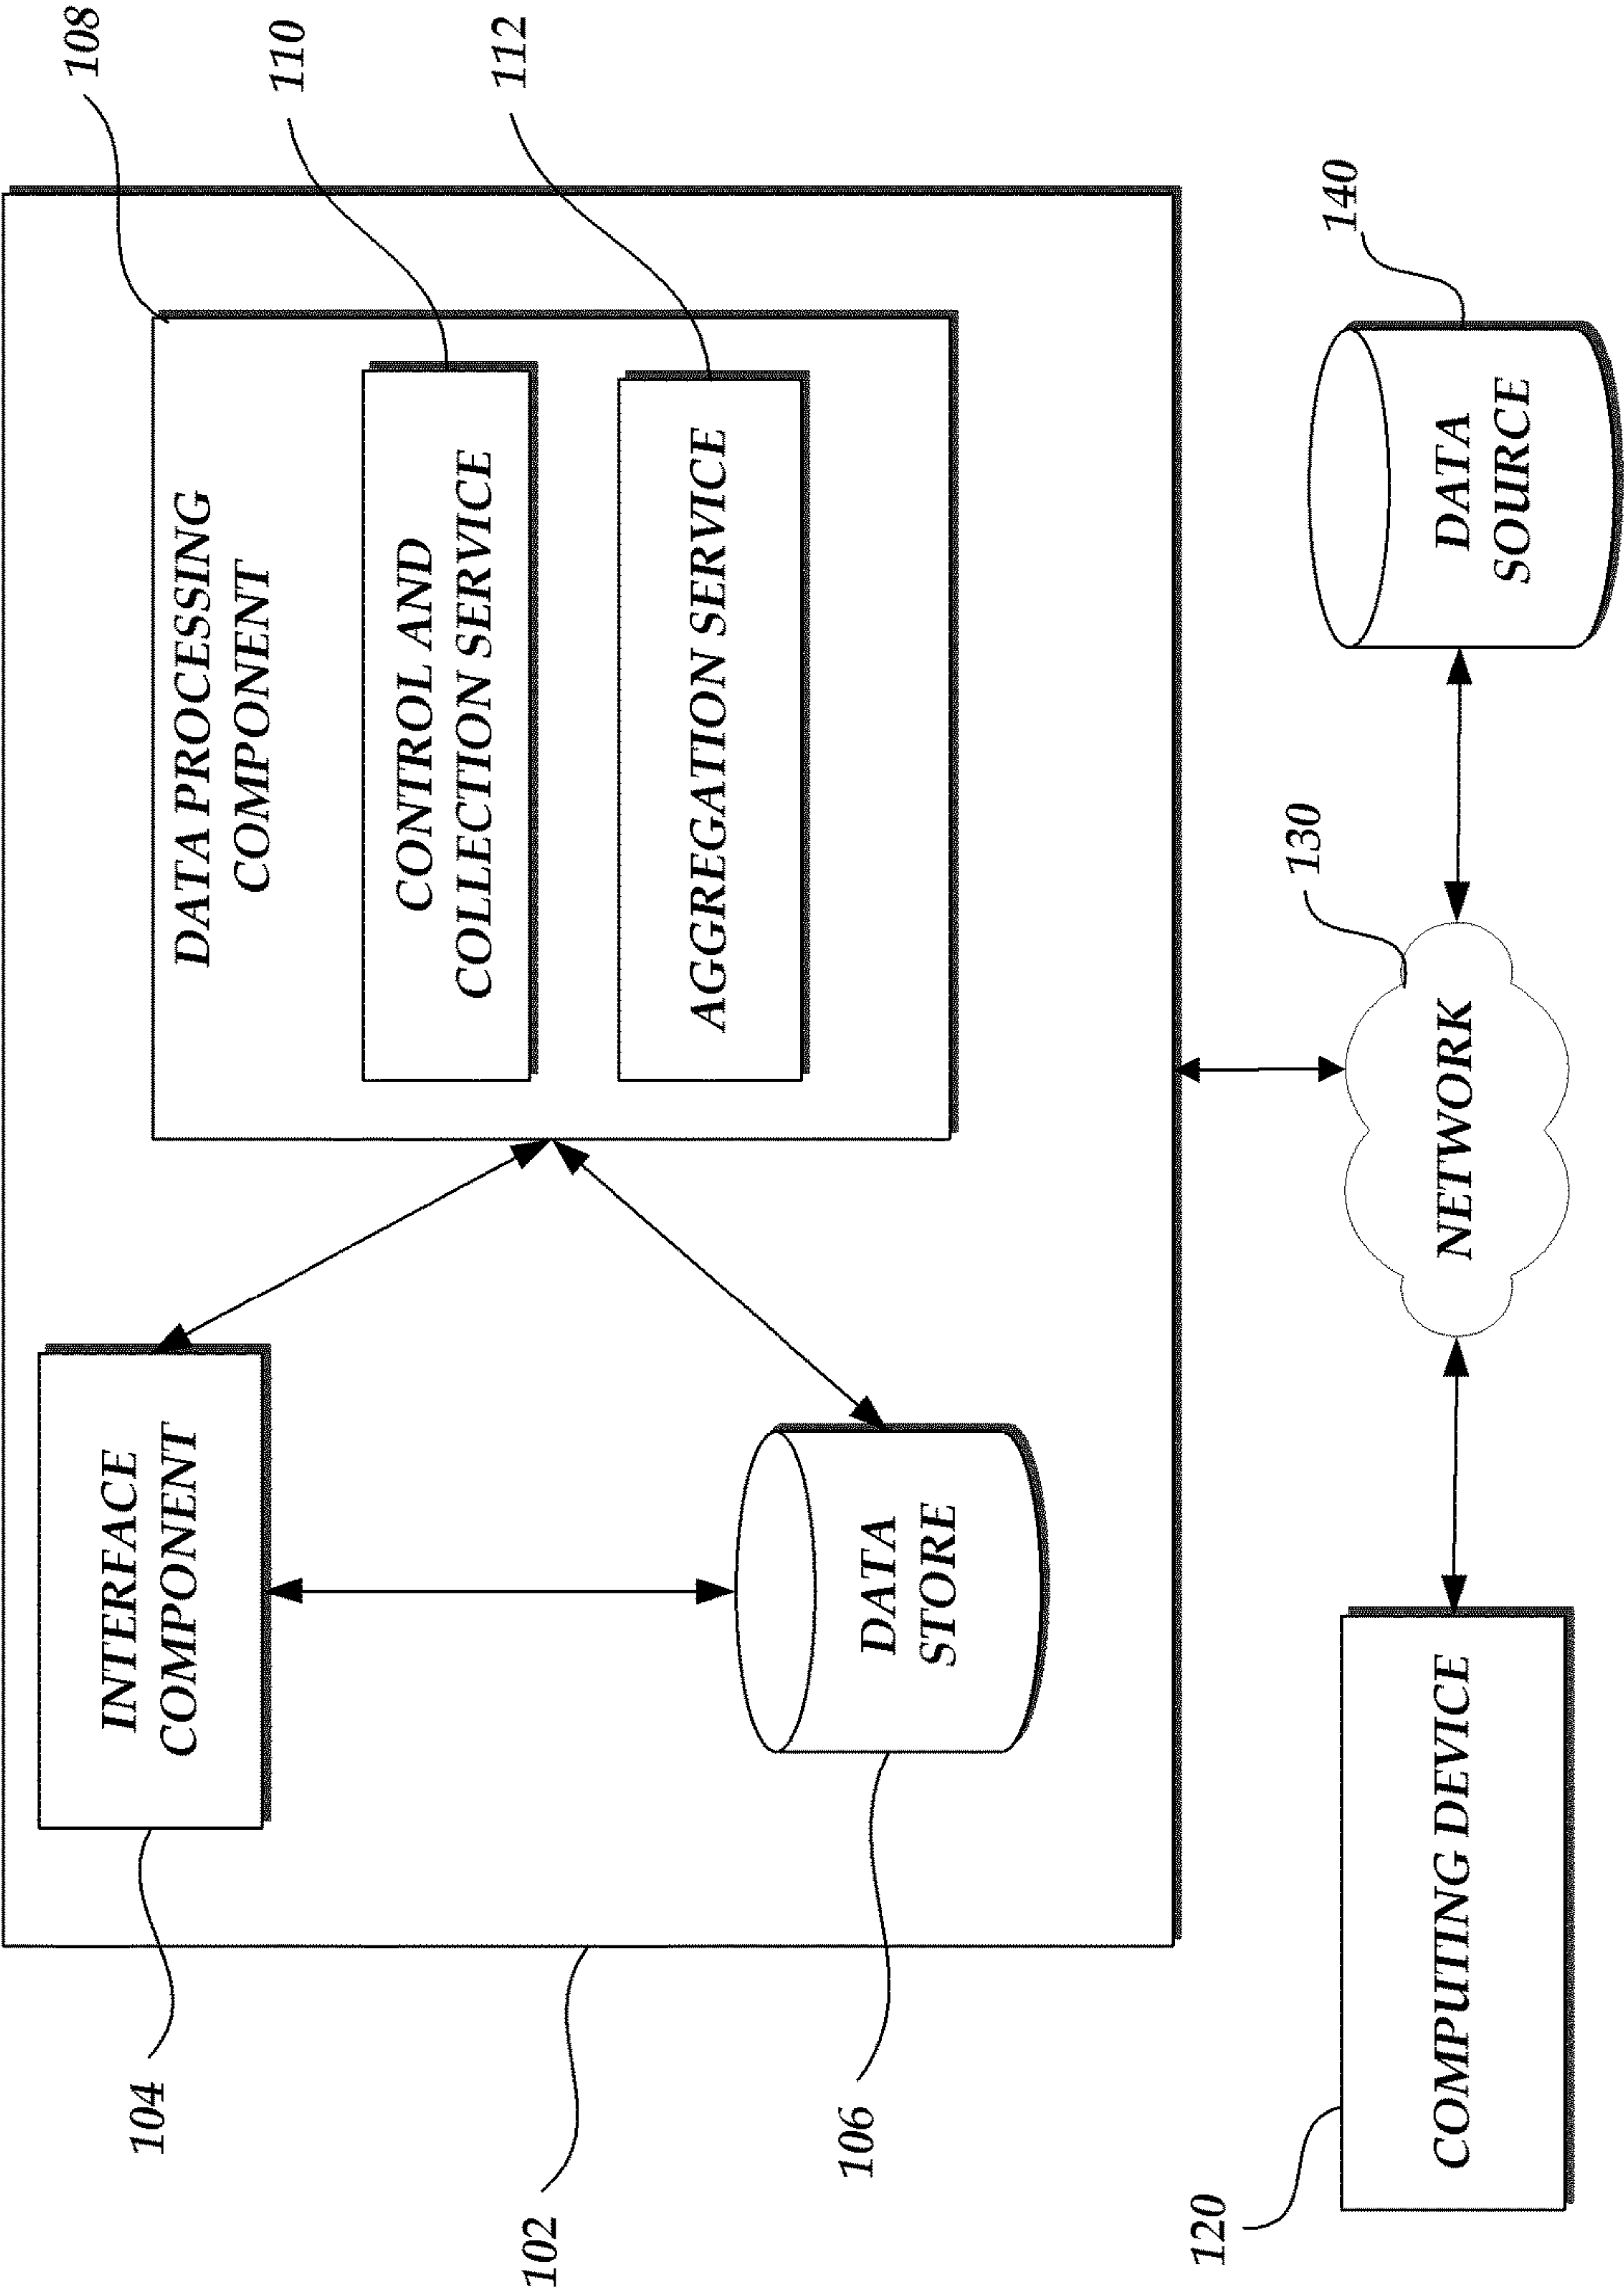 108
110
112
DATA PROCESSING
COMPONENT
CONTROL AND
COLLECTION SERVICE
AGGREGATION SERVICE
INTERFACE
COMPONENT
DATA
STORE
104
102
106
140
DATA
SOURCE
130
NETWORK
COMPUTING DEVICE
120